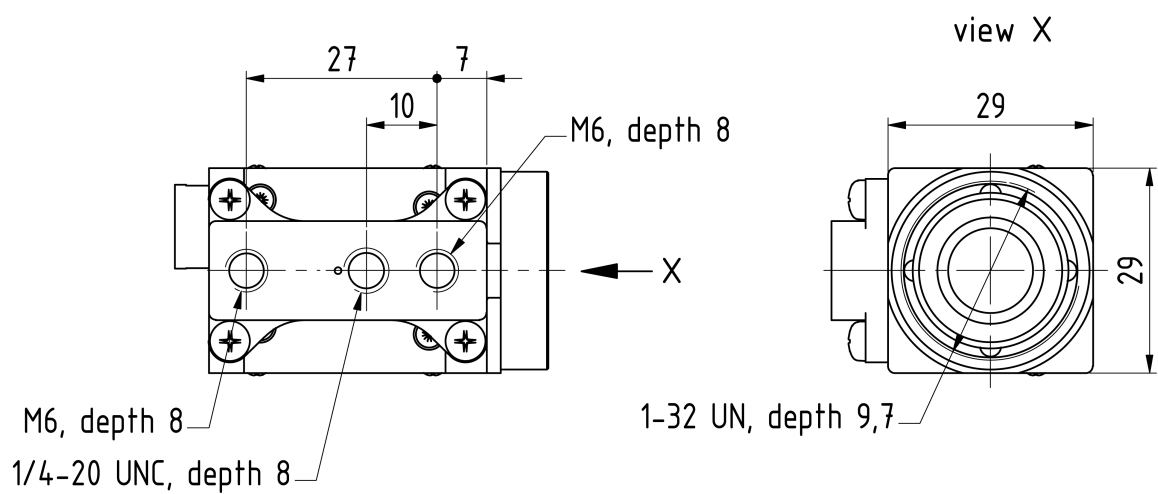 view X
27
7
10
M6, depth 8
29
X
29
M6, depth 8
1-32 UN, depth 9,7
1/4-20 UNC, depth 8